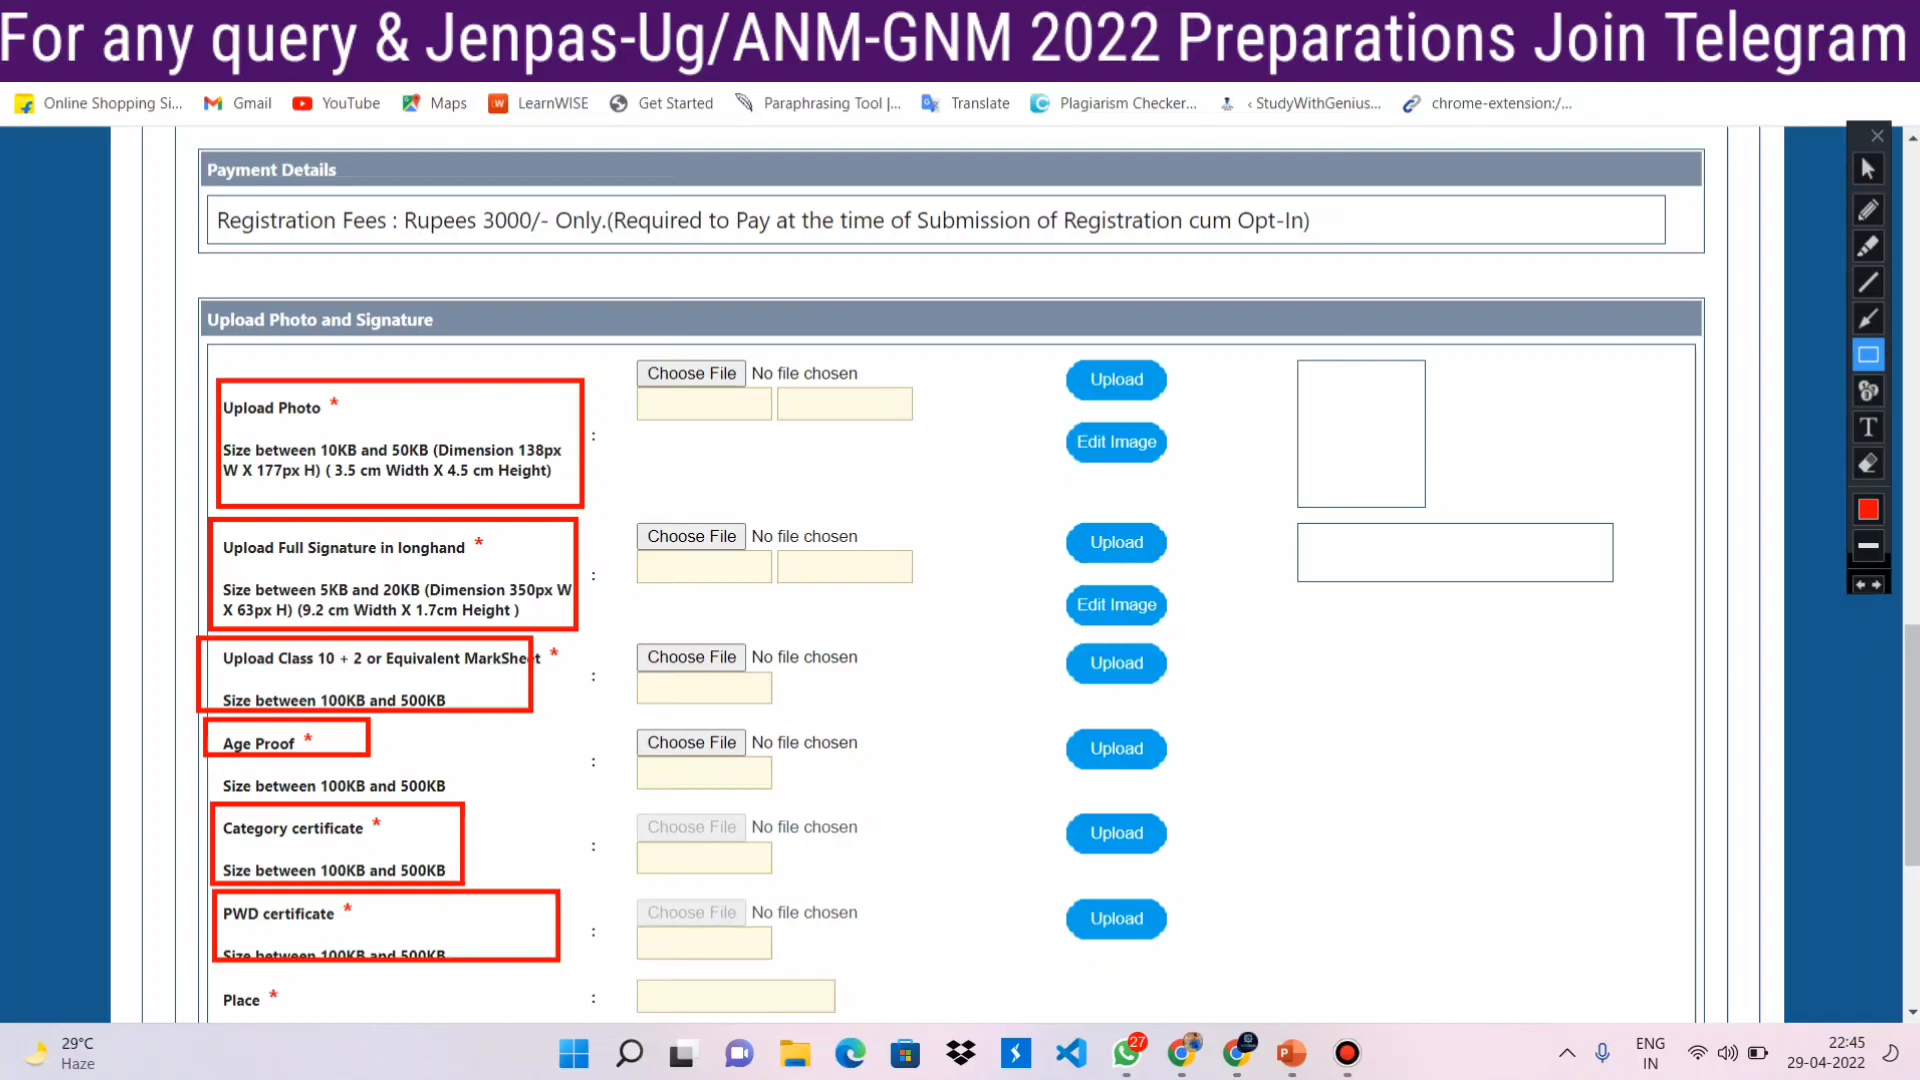 For any query & Jenpas-Ug/ANM-GNM 2022 Preparations Join Telegram
Online Shopping Si...
Gmail
YouTube
Maps
LearnWISE
Get Started
Paraphrasing Tool |...
Translate
Plagiarism Checker...
‹ StudyWithGenius...
chrome-extension:/...
Payment Details
Registration Fees : Rupees 3000/- Only.(Required to Pay at the time of Submission of Registration cum Opt-In)
Upload Photo and Signature
Upload Photo *
Size between 10KB and 50KB (Dimension 138px
W X 177px H) ( 3.5 cm Width X 4.5 cm Height)
:
Choose File No file chosen
Upload
Edit Image
Upload Full Signature in longhand *
Size between 5KB and 20KB (Dimension 350px W
X 63px H) (9.2 cm Width X 1.7cm Height )
:
Choose File No file chosen
Upload
Edit Image
Upload Class 10 + 2 or Equivalent MarkSheet *
Size between 100KB and 500KB
:
Choose File No file chosen
Upload
Age Proof *
Size between 100KB and 500KB
:
Choose File No file chosen
Upload
Category certificate *
Size between 100KB and 500KB
:
Choose File No file chosen
Upload
PWD certificate *
Size between 100KB and 500KB
:
Choose File No file chosen
Upload
Place *
:
T
29°C
Haze
27
ENG
IN
22:45
29-04-2022